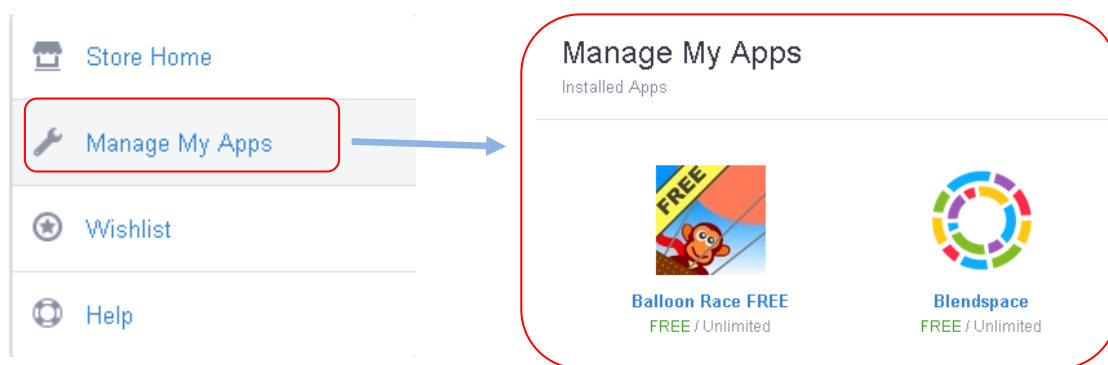 Store Home
Manage My Apps
Wishlist
Help
Manage My Apps
Installed Apps
FREE
Balloon Race FREE
FREE / Unlimited
Blendspace
FREE / Unlimited